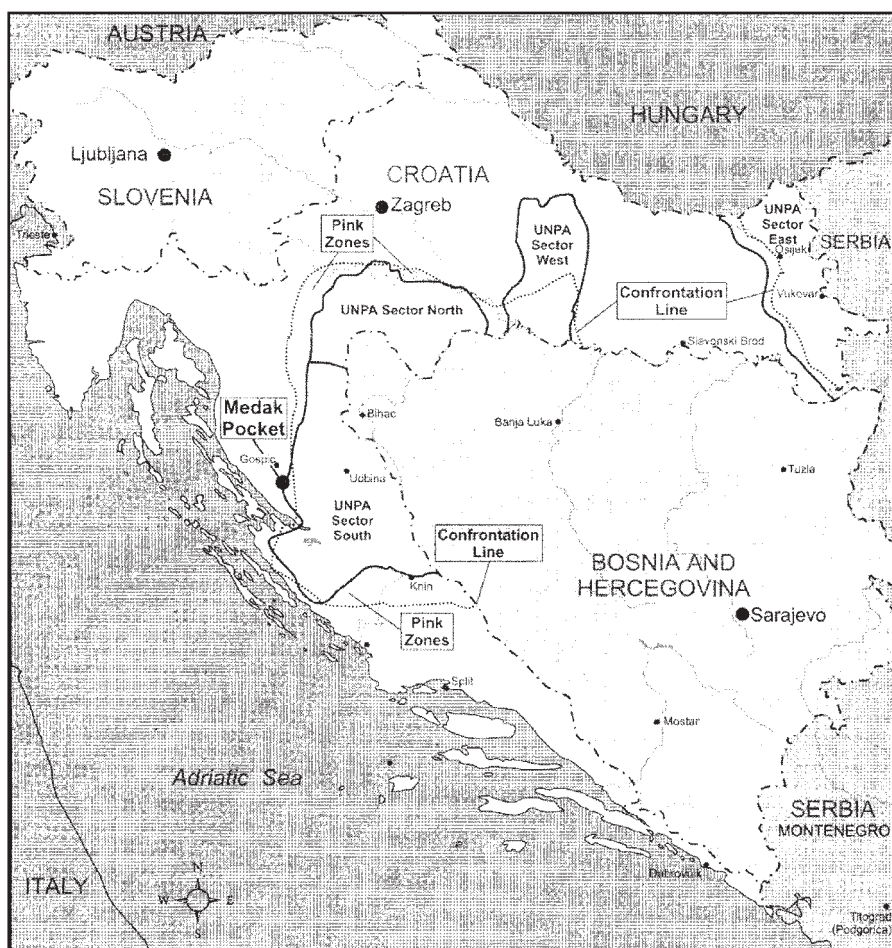 AUSTRIA
HUNGARY
Ljubljana
SLOVENIA
CROATIA
Zagreb
Trieste
Pink
Zones
UNPA
Sector
West
UNPA
Sector
East
Osijek
SERBIA
Vukovar
UNPA Sector North
Confrontation
Line
Slavonski Brod
Medak
Pocket
Bihac
Banja Luka
Gospic
Udbina
Tuzla
UNPA
Sector
South
Confrontation
Line
BOSNIA AND
HERCEGOVINA
Knin
Sarajevo
Pink
Zones
Split
Mostar
Adriatic Sea
SERBIA
MONTENEGRO
Dubrovnik
ITALY
N
W
E
S
Titograd
(Podgorica)